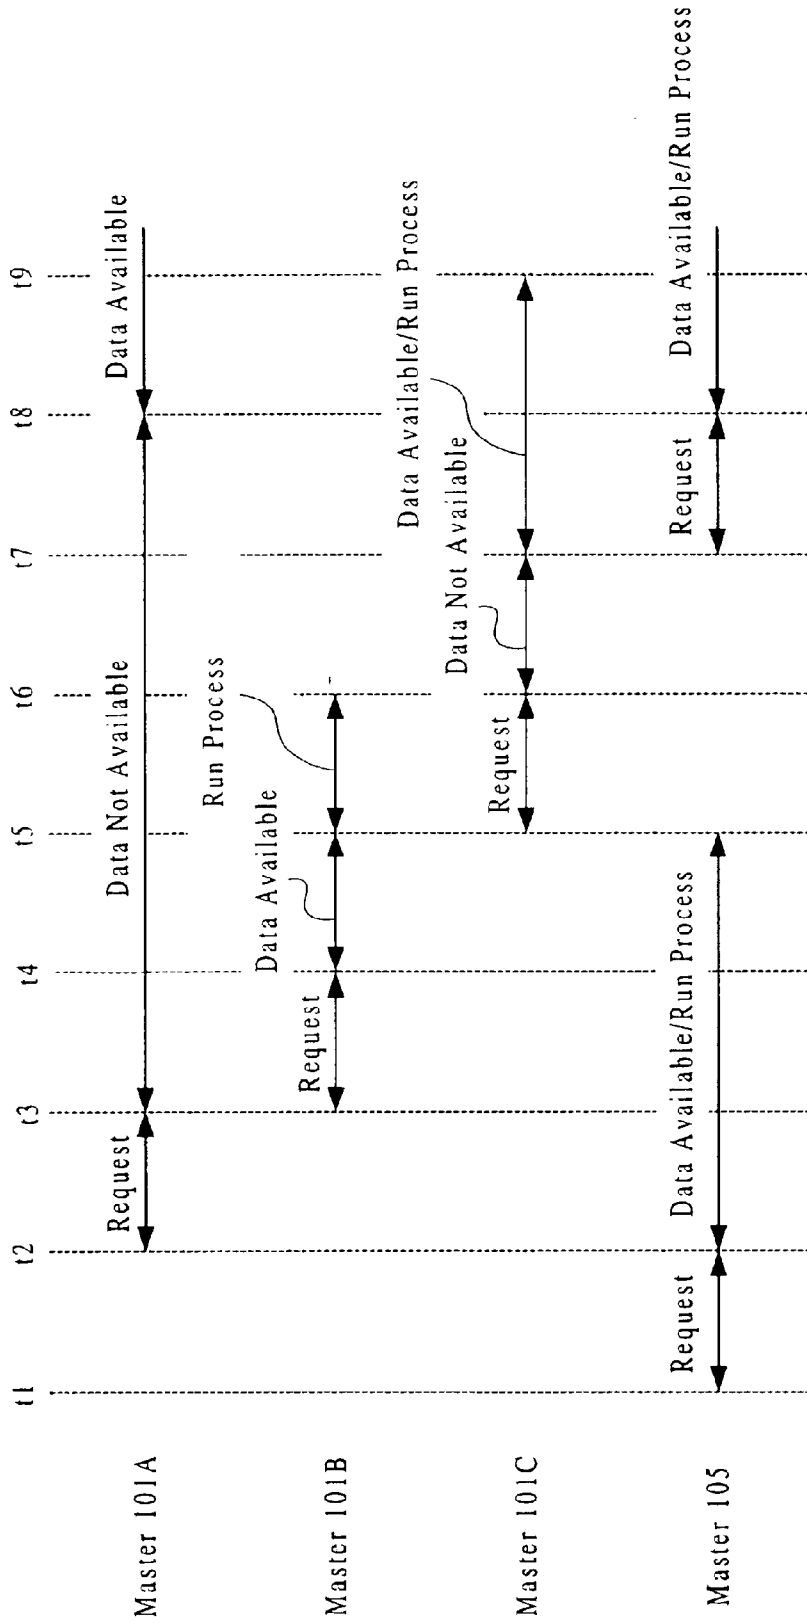 t1
t2
t3
t4
t5
t6
t7
t8
t9
Master 101A
Request
Data Not Available
Data Available
Master 101B
Request
Data Available
Run Process
Master 101C
Request
Data Not Available
Data Available/Run Process
Master 105
Request
Data Available/Run Process
Request
Data Available/Run Process